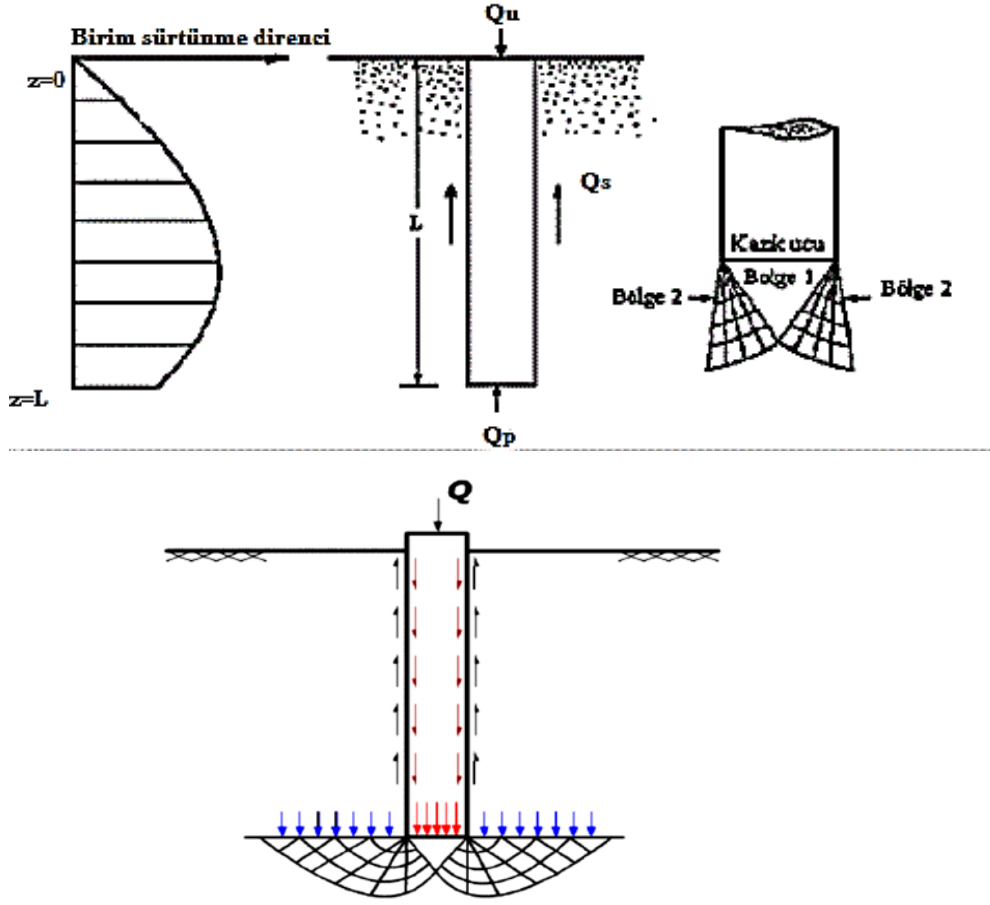 Qu
Birim sürtünme direnci
z=0
Qs
L
Kazık ucu
Bölge 1
Bölge 2
Bölge 2
z=L
Qp
Q